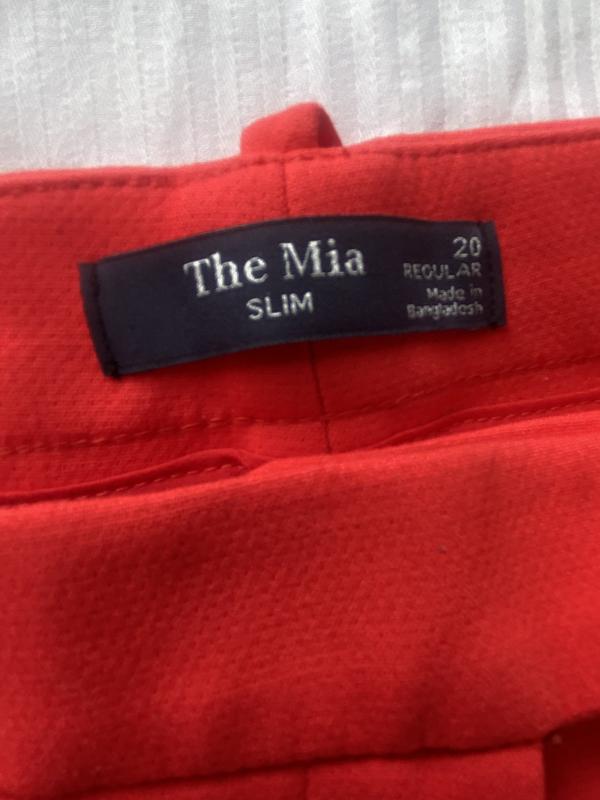 The Mia
SLIM
20
REGULAR
Made in
Bangladesh